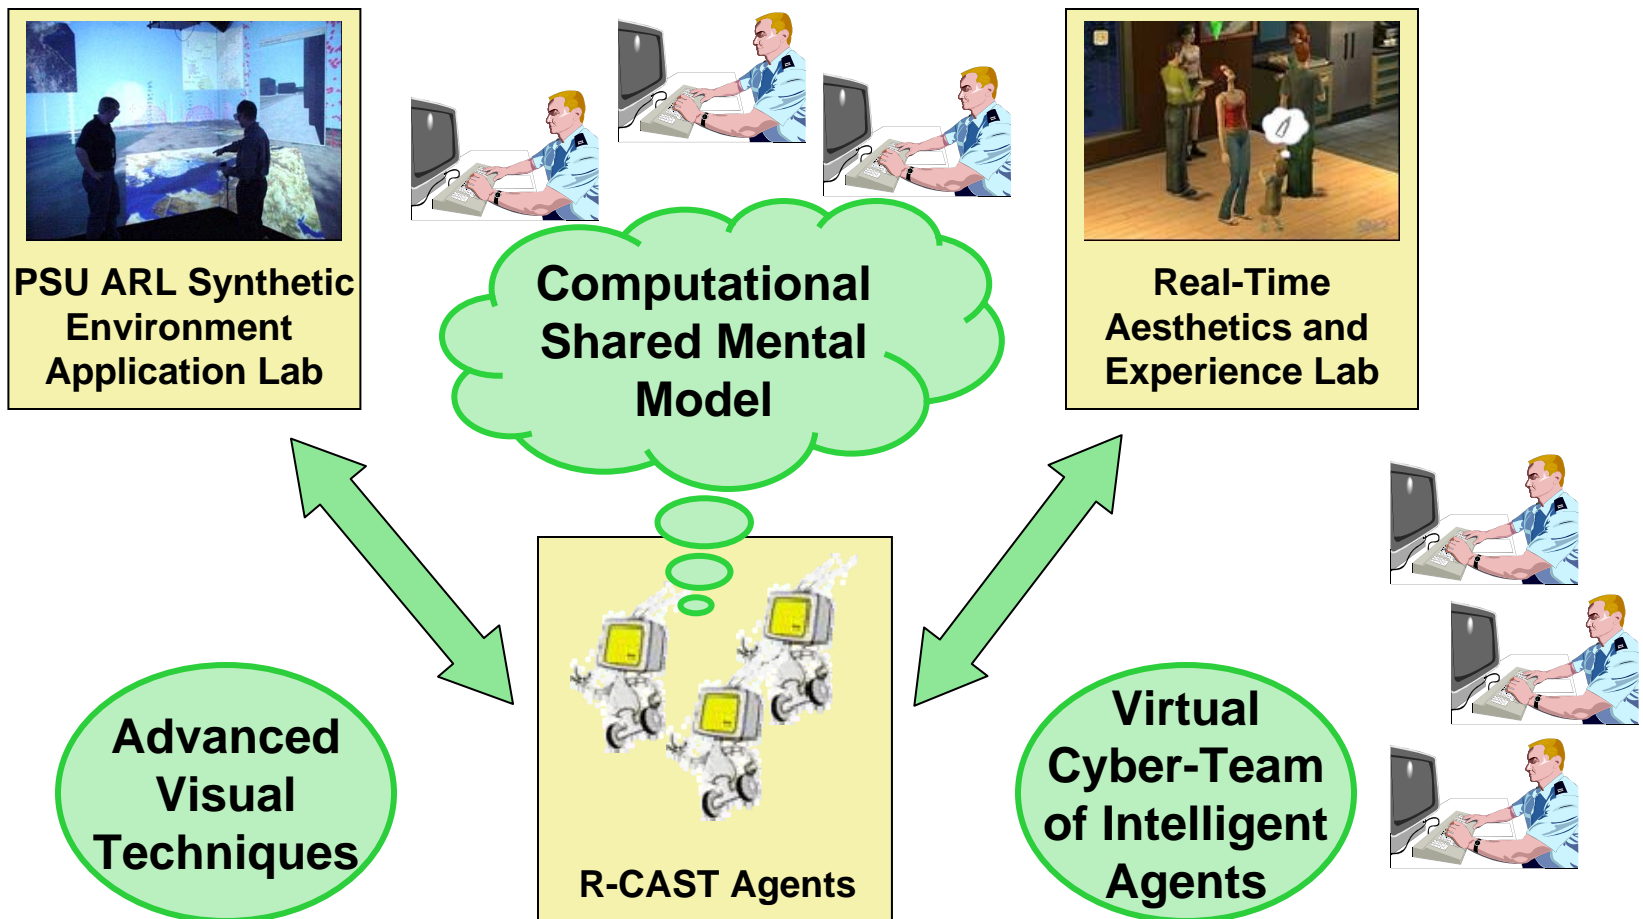 PSU ARL Synthetic
Environment
Application Lab
Computational
Shared Mental
Model
Real-Time
Aesthetics and
Experience Lab
Advanced
Visual
Techniques
R-CAST Agents
Virtual
Cyber-Team
of Intelligent
Agents